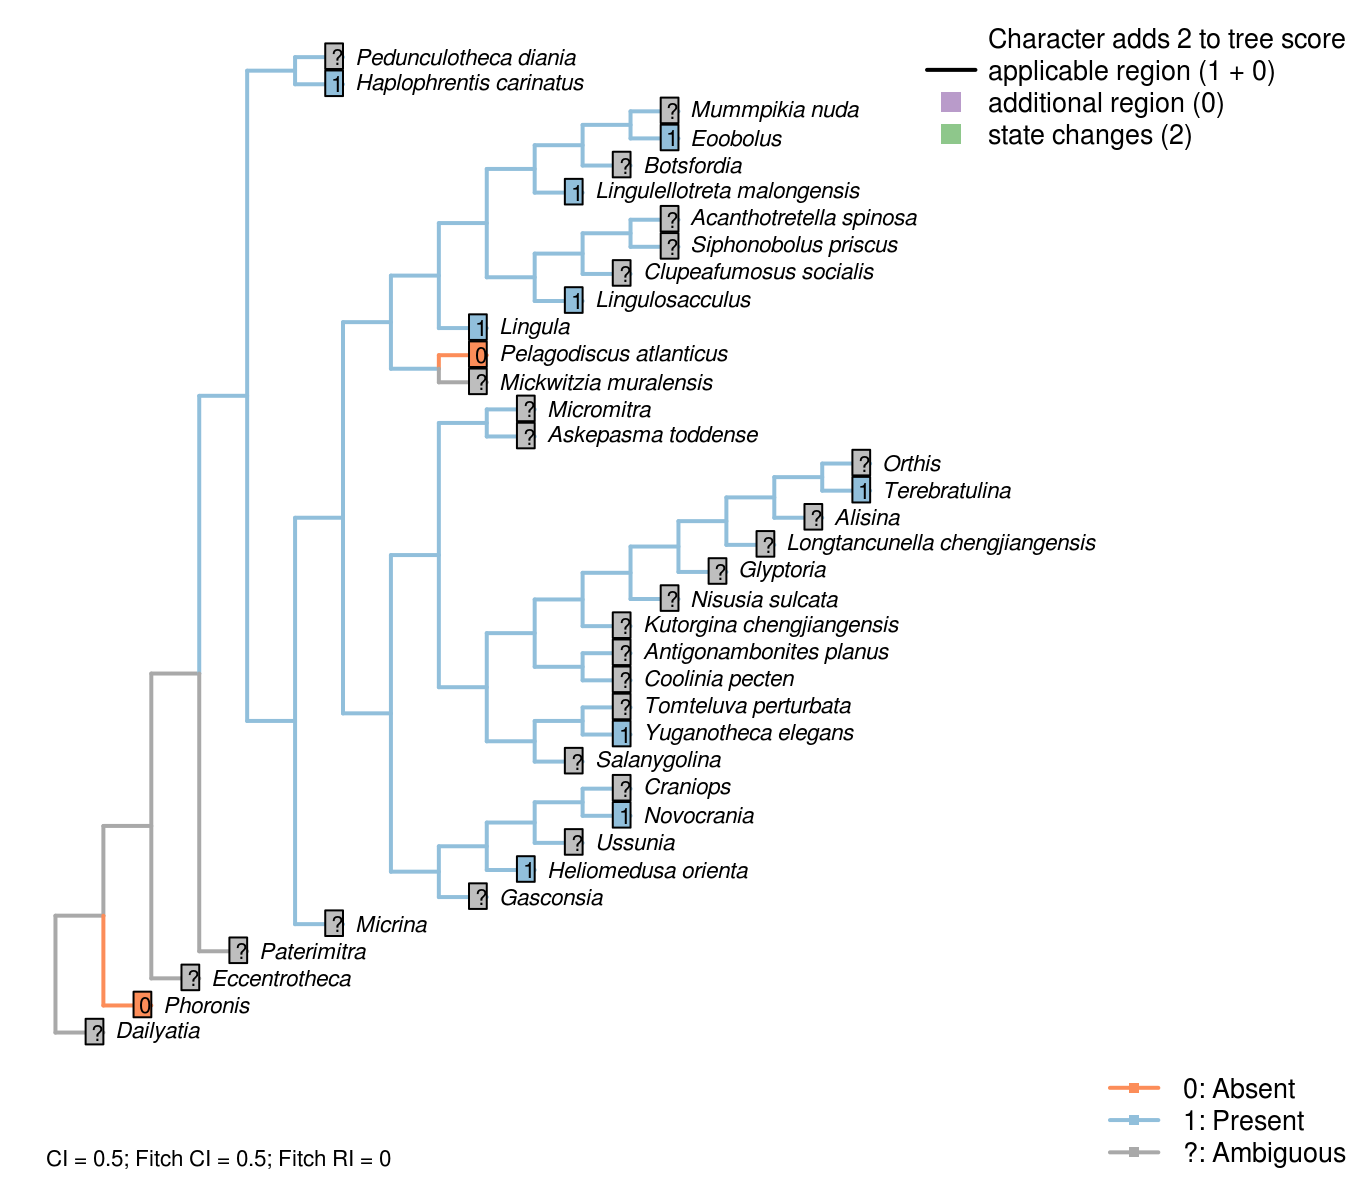 Character adds 2 to tree score
applicable region (1 + 0)
additional region (0)
state changes (2)
? Pedunculotheca diania
1 Haplophrentis carinatus
? Mummpikia nuda
1 Eoobolus
? Botsfordia
1 Lingulellotreta malongensis
? Acanthotretella spinosa
? Siphonobolus priscus
? Clupeafumosus socialis
1 Lingulosacculus
1 Lingula
0 Pelagodiscus atlanticus
? Mickwitzia muralensis
? Micromitra
? Askepasma toddense
? Orthis
1 Terebratulina
? Alisina
? Longtancunella chengjiangensis
? Glyptoria
? Nisusia sulcata
? Kutorgina chengjiangensis
? Antigonambonites planus
? Coolinia pecten
? Tomteluva perturbata
1 Yuganotheca elegans
? Salanygolina
? Craniops
1 Novocrania
? Ussunia
1 Heliomedusa orienta
? Gasconsia
? Micrina
? Paterimitra
? Eccentrotheca
0 Phoronis
? Dailyatia
0: Absent
1: Present
?: Ambiguous
CI = 0.5; Fitch CI = 0.5; Fitch RI = 0